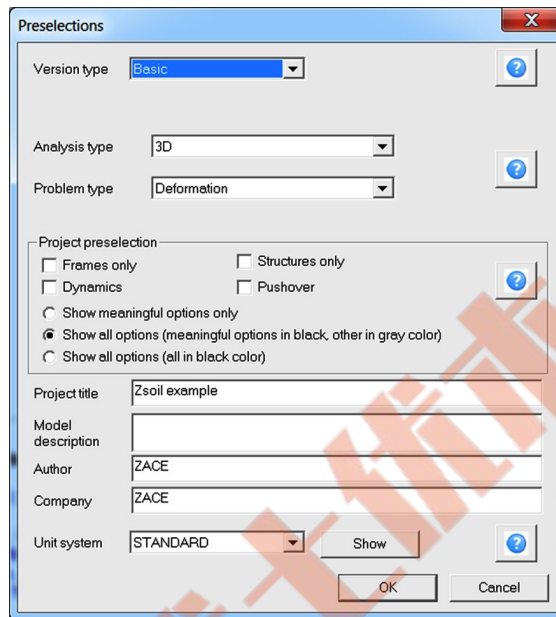 Preselections
Version type Basic
Analysis type 3D
Problem type Deformation
Project preselection
Frames only Structures only
Dynamics Pushover
Show meaningful options only
Show all options (meaningful options in black, other in gray color)
Show all options (all in black color)
Project title Zsoil example
Model
description
Author ZACE
Company ZACE
Unit system STANDARD Show
OK Cancel